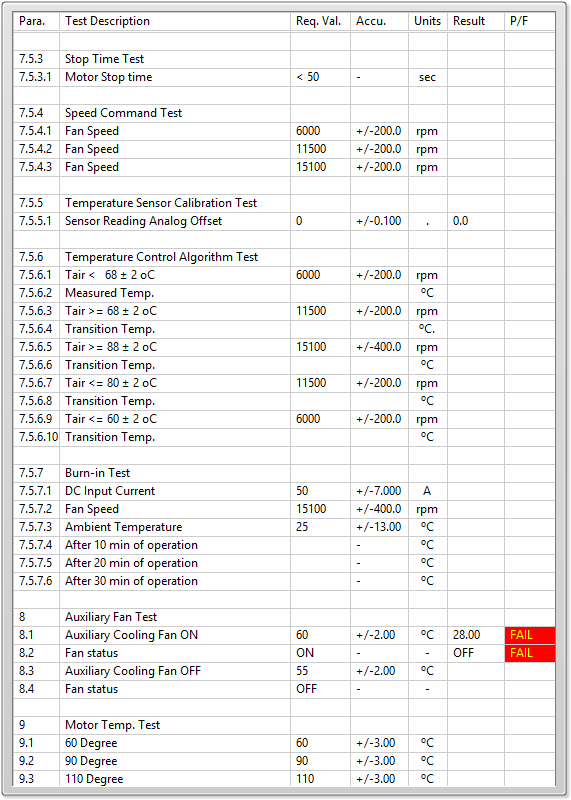 Para. Test Description Req. Val. Accu. Units Result P/F
7.5.3 Stop Time Test
7.5.3.1 Motor Stop time < 50 - sec
7.5.4 Speed Command Test
7.5.4.1 Fan Speed 6000 +/-200.0 rpm
7.5.4.2 Fan Speed 11500 +/-200.0 rpm
7.5.4.3 Fan Speed 15100 +/-200.0 rpm
7.5.5 Temperature Sensor Calibration Test
7.5.5.1 Sensor Reading Analog Offset 0 +/-0.100 . 0.0
7.5.6 Temperature Control Algorithm Test
7.5.6.1 Tair < 68 ± 2 oC 6000 +/-200.0 rpm
7.5.6.2 Measured Temp. ºC
7.5.6.3 Tair >= 68 ± 2 oC 11500 +/-200.0 rpm
7.5.6.4 Transition Temp. ºC.
7.5.6.5 Tair >= 88 ± 2 oC 15100 +/-400.0 rpm
7.5.6.6 Transition Temp. ºC
7.5.6.7 Tair <= 80 ± 2 oC 11500 +/-200.0 rpm
7.5.6.8 Transition Temp. ºC
7.5.6.9 Tair <= 60 ± 2 oC 6000 +/-200.0 rpm
7.5.6.10 Transition Temp. ºC
7.5.7 Burn-in Test
7.5.7.1 DC Input Current 50 +/-7.000 A
7.5.7.2 Fan Speed 15100 +/-400.0 rpm
7.5.7.3 Ambient Temperature 25 +/-13.00 ºC
7.5.7.4 After 10 min of operation - ºC
7.5.7.5 After 20 min of operation - ºC
7.5.7.6 After 30 min of operation - ºC
8 Auxiliary Fan Test
8.1 Auxiliary Cooling Fan ON 60 +/-2.00 ºC 28.00 FAIL
8.2 Fan status ON - - OFF FAIL
8.3 Auxiliary Cooling Fan OFF 55 +/-2.00 ºC
8.4 Fan status OFF - -
9 Motor Temp. Test
9.1 60 Degree 60 +/-3.00 ºC
9.2 90 Degree 90 +/-3.00 ºC
9.3 110 Degree 110 +/-3.00 ºC